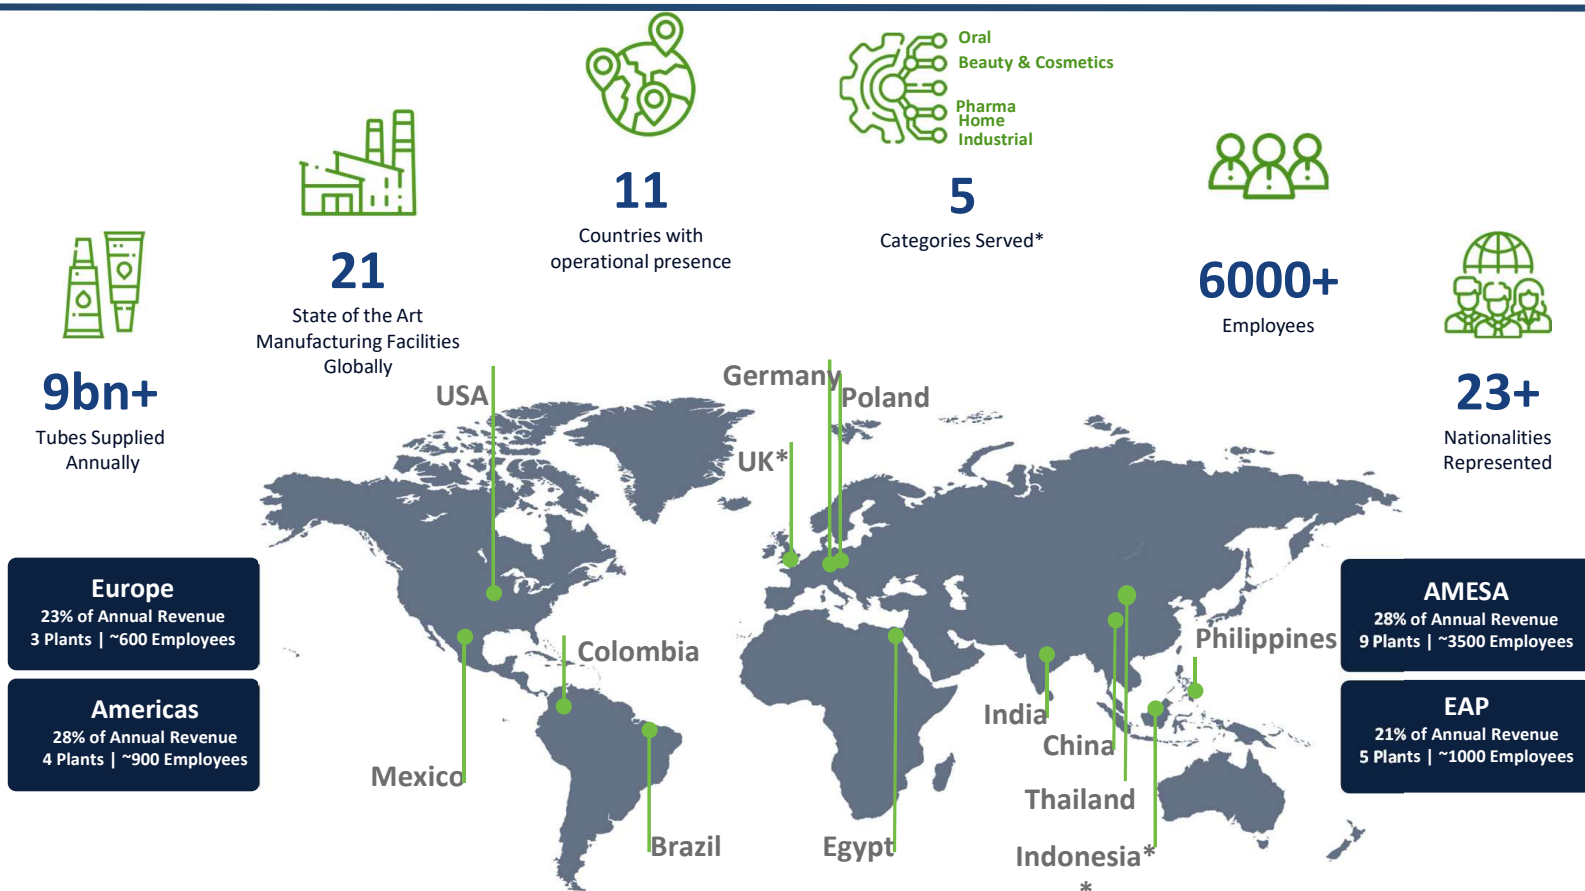 Oral
Beauty & Cosmetics
Pharma
Home
Industrial
11
Countries with
operational presence
5
Categories Served*
21
State of the Art
Manufacturing Facilities
Globally
6000+
Employees
9bn+
Tubes Supplied
Annually
23+
Nationalities
Represented
USA
Germany
Poland
UK*
Europe
23% of Annual Revenue
3 Plants | ~600 Employees
Americas
28% of Annual Revenue
4 Plants | ~900 Employees
AMESA
28% of Annual Revenue
9 Plants | ~3500 Employees
EAP
21% of Annual Revenue
5 Plants | ~1000 Employees
Colombia
Philippines
India
China
Mexico
Thailand
Brazil
Egypt
Indonesia*
*